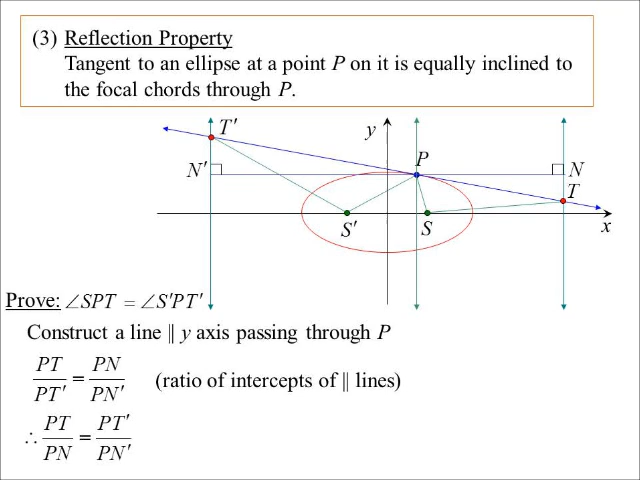 (3) Reflection Property
Tangent to an ellipse at a point P on it is equally inclined to
the focal chords through P.
T′
y
P
N′
N
T
S′
S
x
Prove: ∠SPT = ∠S′PT′
Construct a line || y axis passing through P
PT/PT′ = PN/PN′ (ratio of intercepts of || lines)
∴ PT/PN = PT′/PN′